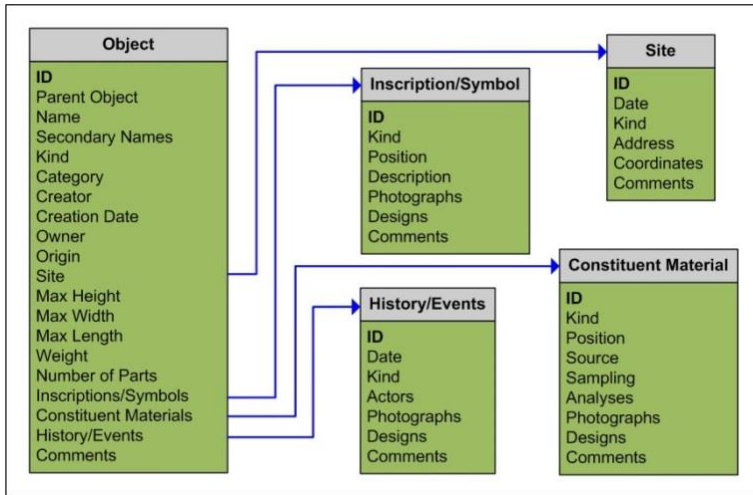 Object
ID
Parent Object
Name
Secondary Names
Kind
Category
Creator
Creation Date
Owner
Origin
Site
Max Height
Max Width
Max Length
Weight
Number of Parts
Inscriptions/Symbols
Constituent Materials
History/Events
Comments
Inscription/Symbol
ID
Kind
Position
Description
Photographs
Designs
Comments
Site
ID
Date
Kind
Address
Coordinates
Comments
History/Events
ID
Date
Kind
Actors
Photographs
Designs
Comments
Constituent Material
ID
Kind
Position
Source
Sampling
Analyses
Photographs
Designs
Comments